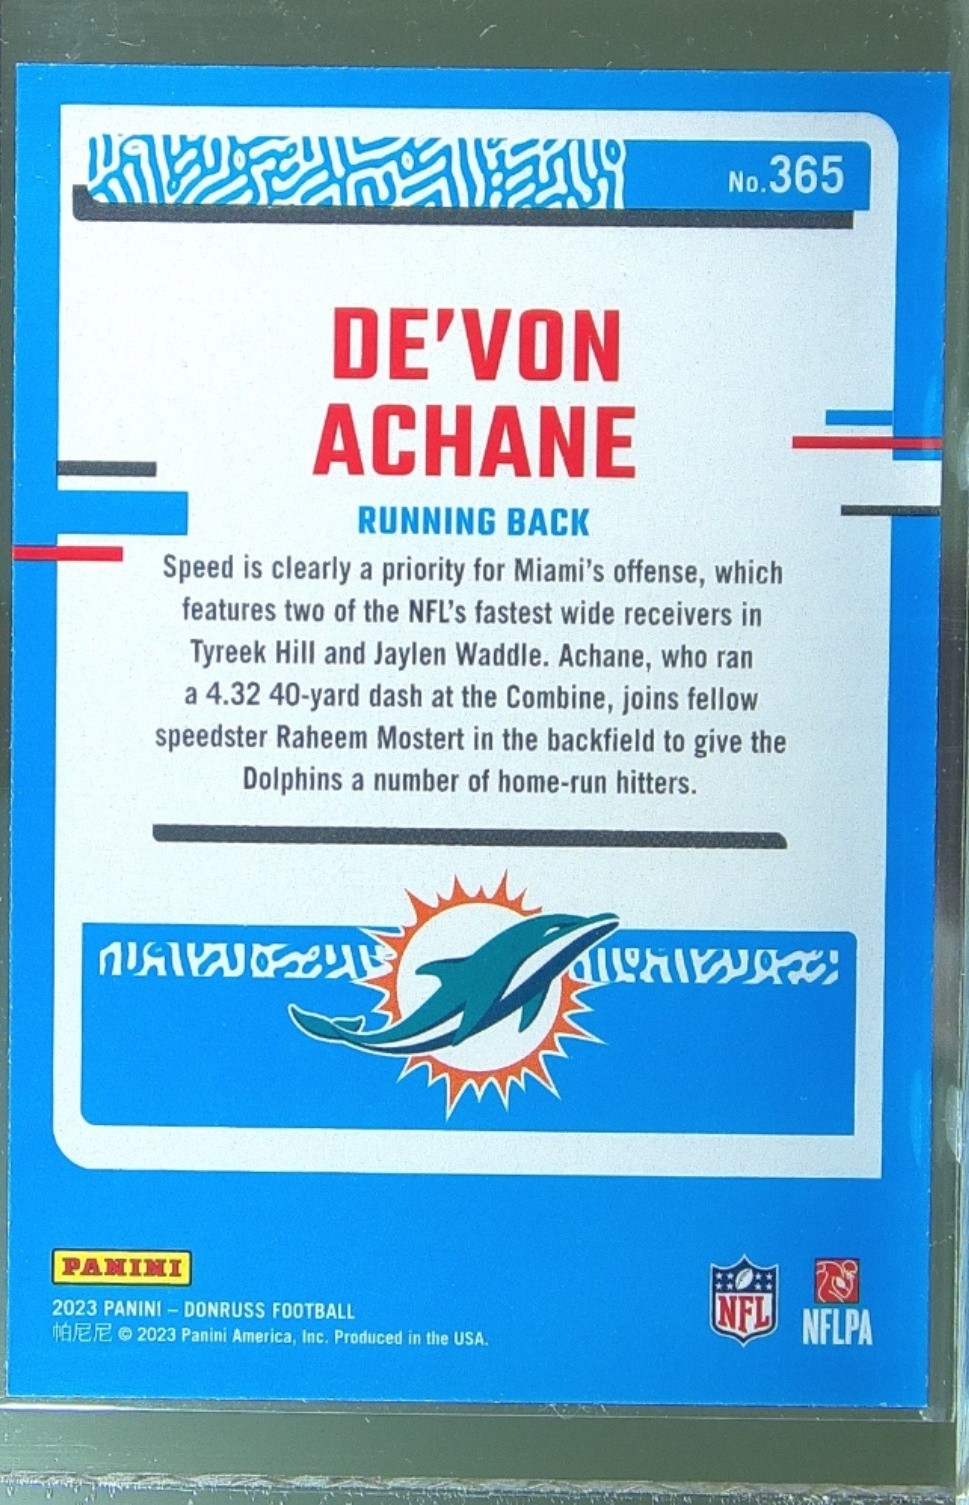 No.365
DE'VON
ACHANE
RUNNING BACK
Speed is clearly a priority for Miami's offense, which
features two of the NFL's fastest wide receivers in
Tyreek Hill and Jaylen Waddle. Achane, who ran
a 4.32 40-yard dash at the Combine, joins fellow
speedster Raheem Mostert in the backfield to give the
Dolphins a number of home-run hitters.
PANINI
2023 PANINI – DONRUSS FOOTBALL
帕尼尼 © 2023 Panini America, Inc. Produced in the USA.
NFL
NFLPA